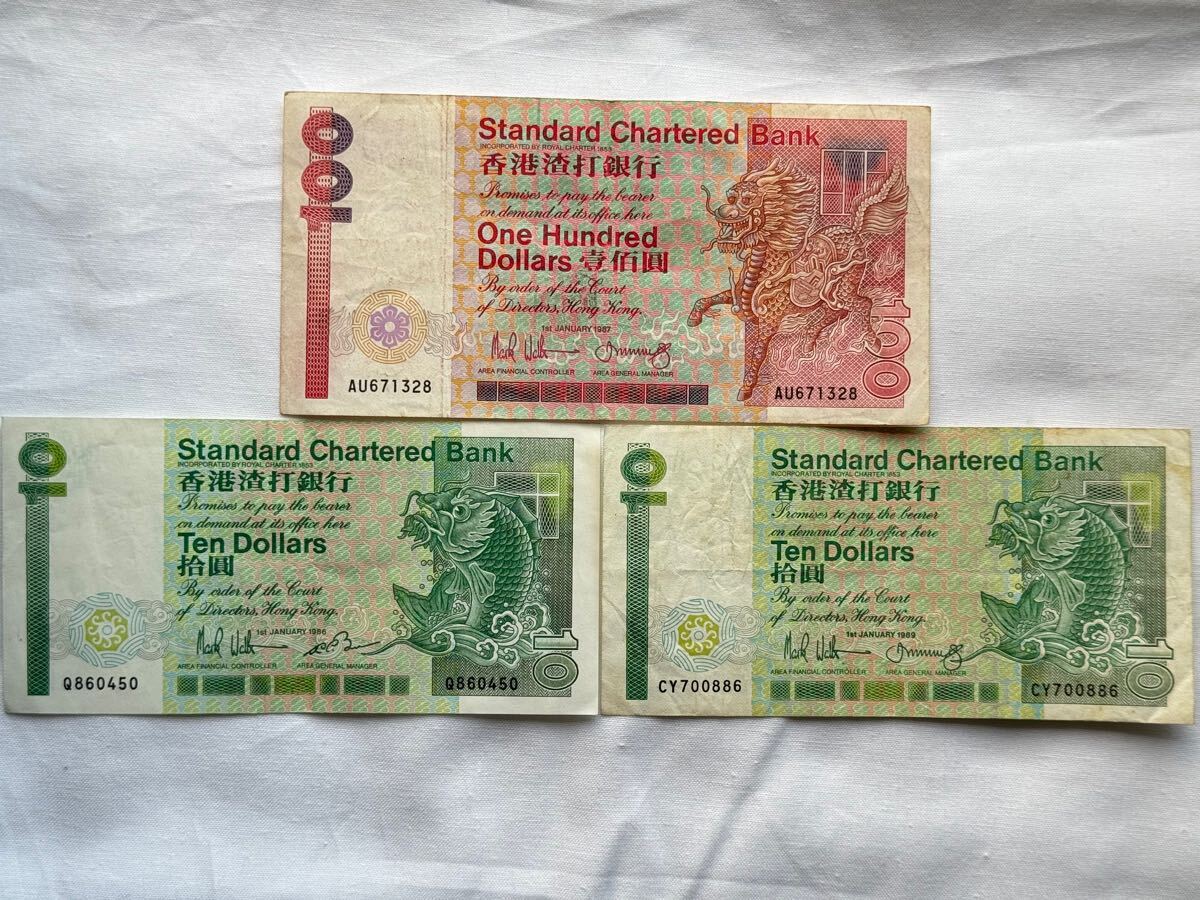 100
Standard Chartered Bank
INCORPORATED BY ROYAL CHARTER 1853
香港渣打銀行
Promises to pay the bearer
on demand at its office here
One Hundred
Dollars 壹佰圓
By order of the Court
of Directors, Hong Kong.
1ST JANUARY 1987
AREA FINANCIAL CONTROLLER AREA GENERAL MANAGER
AU671328
AU671328
100
10
Standard Chartered Bank
INCORPORATED BY ROYAL CHARTER 1853
香港渣打銀行
Promises to pay the bearer
on demand at its office here
Ten Dollars
拾圓
By order of the Court
of Directors, Hong Kong.
1st JANUARY 1986
AREA FINANCIAL CONTROLLER AREA GENERAL MANAGER
Q860450
Q860450
10
10
Standard Chartered Bank
INCORPORATED BY ROYAL CHARTER 1853
香港渣打銀行
Promises to pay the bearer
on demand at its office here
Ten Dollars
拾圓
By order of the Court
of Directors, Hong Kong.
1st JANUARY 1989
AREA FINANCIAL CONTROLLER AREA GENERAL MANAGER
CY700886
CY700886
10